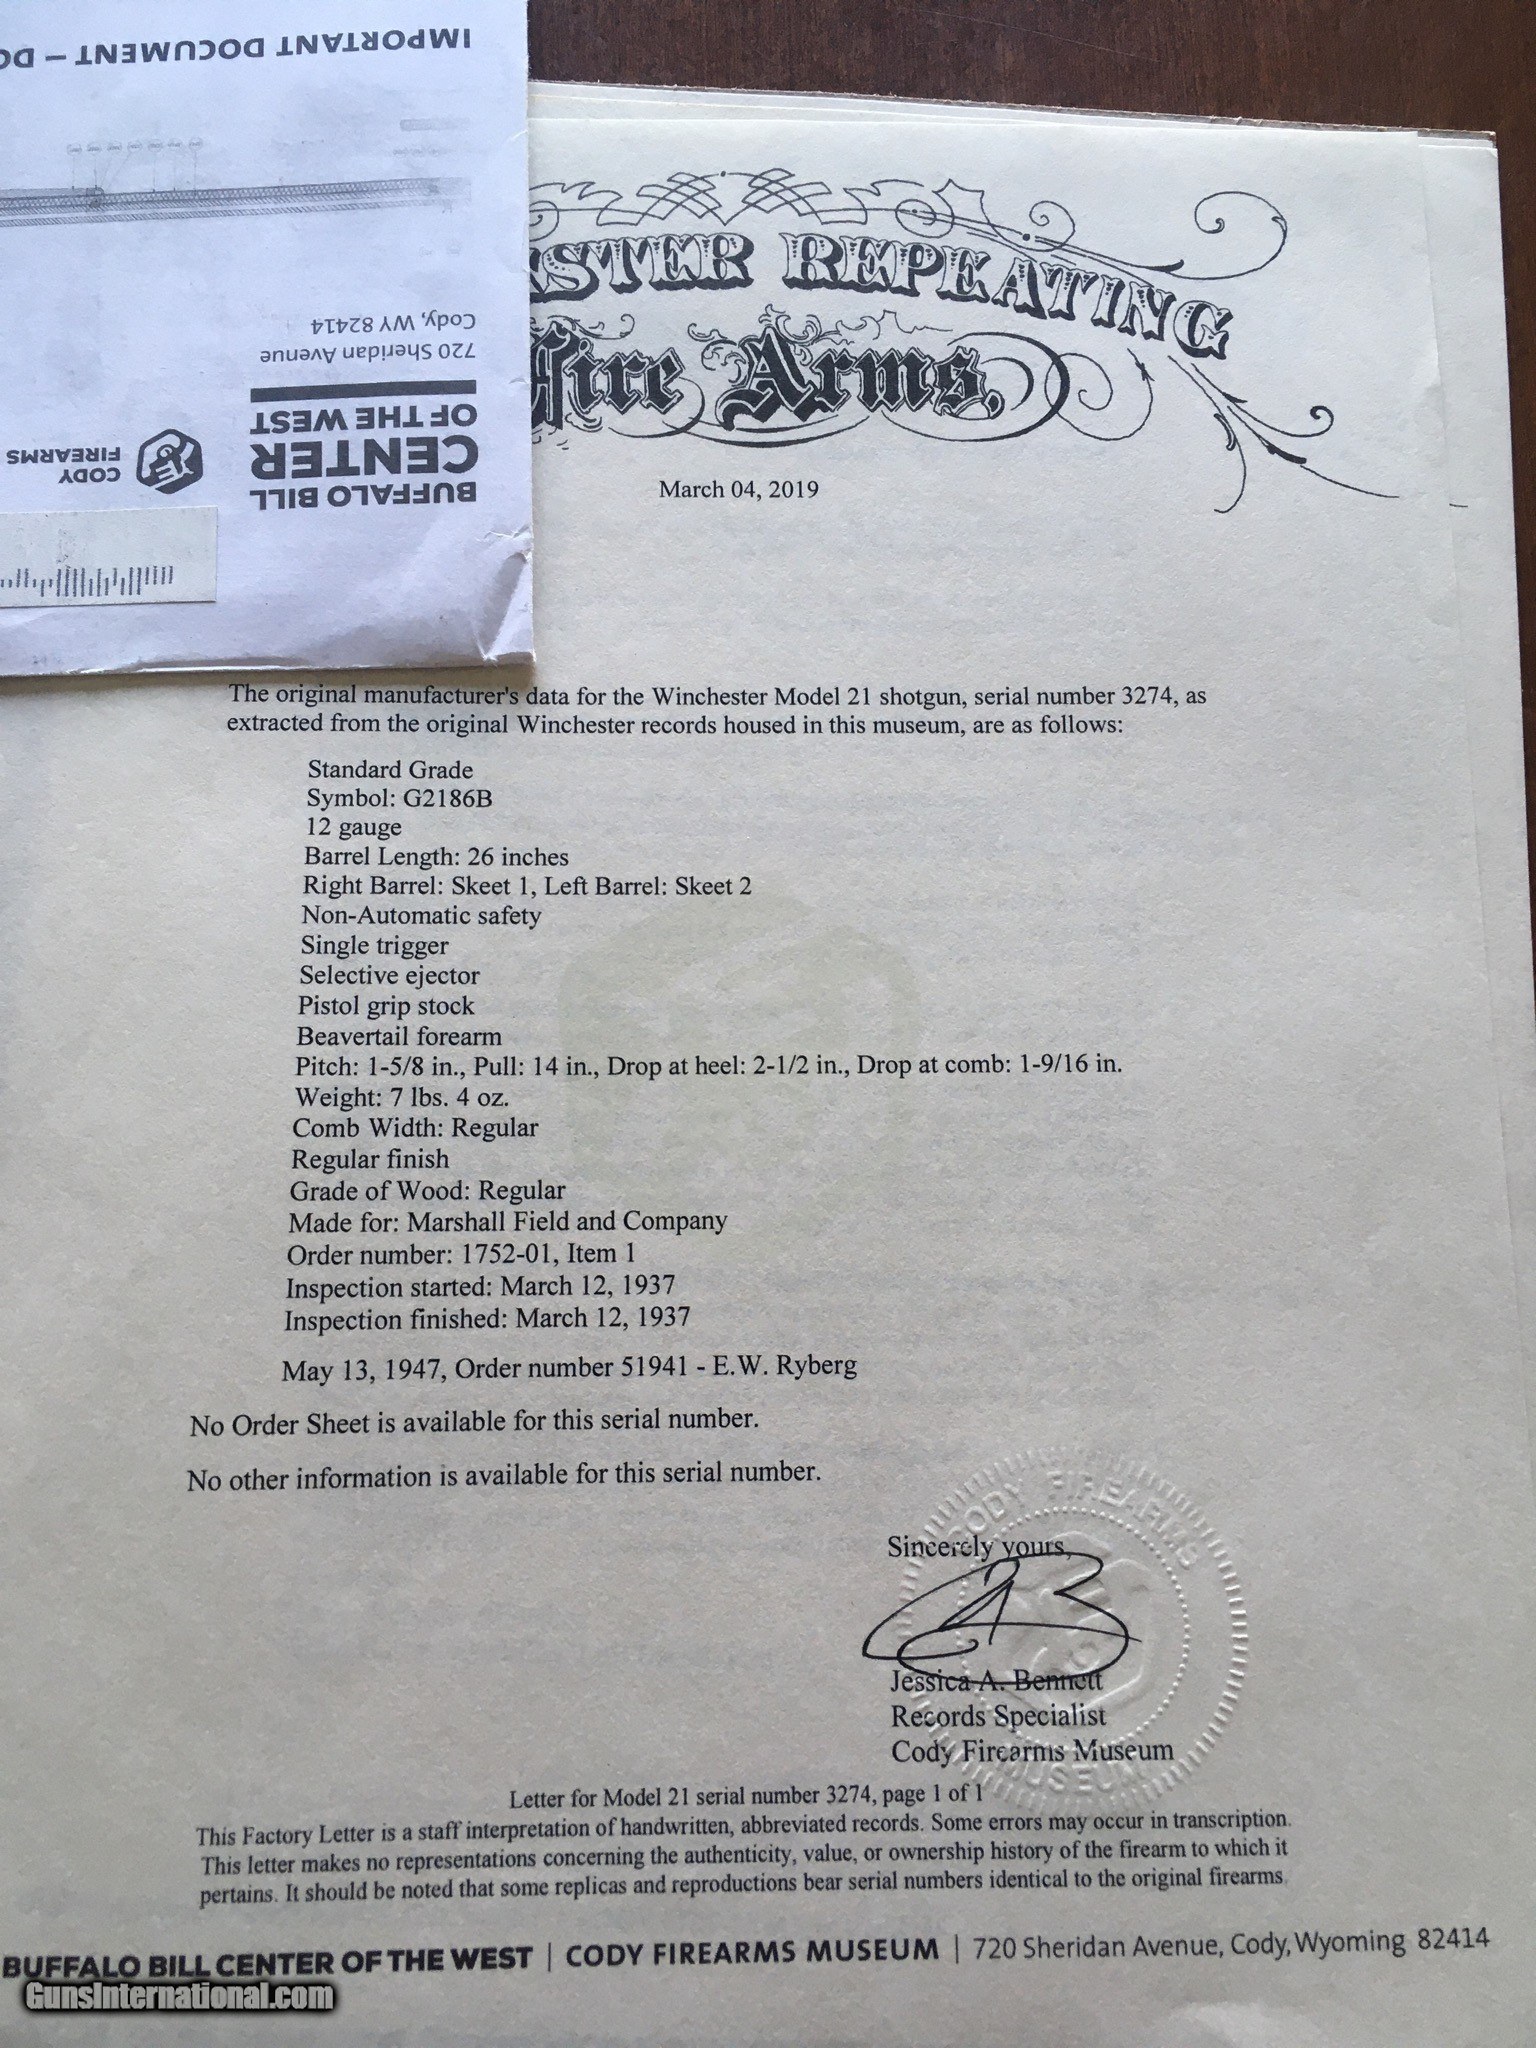 IMPORTANT DOCUMENT – DO
Cody, WY 82414
720 Sheridan Avenue
OF THE WEST
CENTER
BUFFALO BILL
FIREARMS
CODY
REPEATING
Fire Arms,
March 04, 2019
The original manufacturer's data for the Winchester Model 21 shotgun, serial number 3274, as
extracted from the original Winchester records housed in this museum, are as follows:
Standard Grade
Symbol: G2186B
12 gauge
Barrel Length: 26 inches
Right Barrel: Skeet 1, Left Barrel: Skeet 2
Non-Automatic safety
Single trigger
Selective ejector
Pistol grip stock
Beavertail forearm
Pitch: 1-5/8 in., Pull: 14 in., Drop at heel: 2-1/2 in., Drop at comb: 1-9/16 in.
Weight: 7 lbs. 4 oz.
Comb Width: Regular
Regular finish
Grade of Wood: Regular
Made for: Marshall Field and Company
Order number: 1752-01, Item 1
Inspection started: March 12, 1937
Inspection finished: March 12, 1937
May 13, 1947, Order number 51941 - E.W. Ryberg
No Order Sheet is available for this serial number.
No other information is available for this serial number.
CODY FIREARMS
MUSEUM
Sincerely yours,
Jessica A. Bennett
Records Specialist
Cody Firearms Museum
Letter for Model 21 serial number 3274, page 1 of 1
This Factory Letter is a staff interpretation of handwritten, abbreviated records. Some errors may occur in transcription.
This letter makes no representations concerning the authenticity, value, or ownership history of the firearm to which it
pertains. It should be noted that some replicas and reproductions bear serial numbers identical to the original firearms.
BUFFALO BILL CENTER OF THE WEST | CODY FIREARMS MUSEUM | 720 Sheridan Avenue, Cody, Wyoming 82414
GunsInternational.com